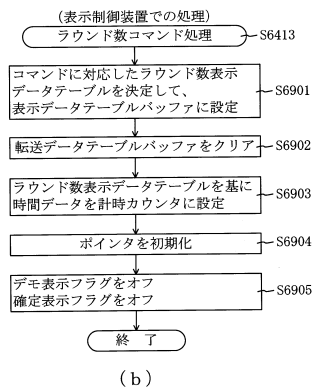 (表示制御装置での処理)
ラウンド数コマンド処理
S6413
コマンドに対応したラウンド数表示
データテーブルを決定して、
表示データテーブルバッファに設定
S6901
転送データテーブルバッファをクリア
S6902
ラウンド数表示データテーブルを基に
時間データを計時カウンタに設定
S6903
ポインタを初期化
S6904
デモ表示フラグをオフ
確定表示フラグをオフ
S6905
終 了
(b)